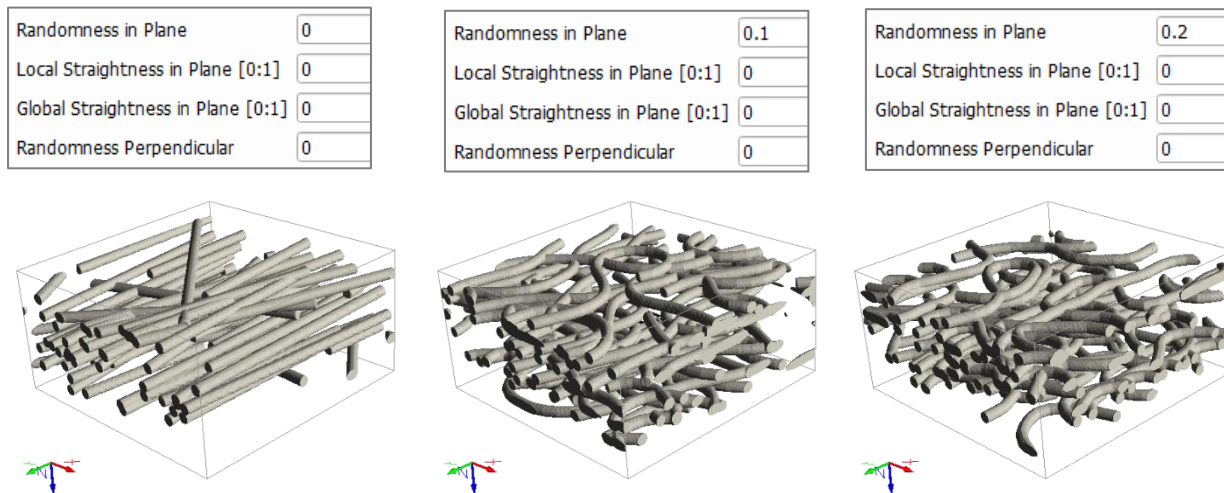 Randomness in Plane 0
Local Straightness in Plane [0:1] 0
Global Straightness in Plane [0:1] 0
Randomness Perpendicular 0
Randomness in Plane 0.1
Local Straightness in Plane [0:1] 0
Global Straightness in Plane [0:1] 0
Randomness Perpendicular 0
Randomness in Plane 0.2
Local Straightness in Plane [0:1] 0
Global Straightness in Plane [0:1] 0
Randomness Perpendicular 0